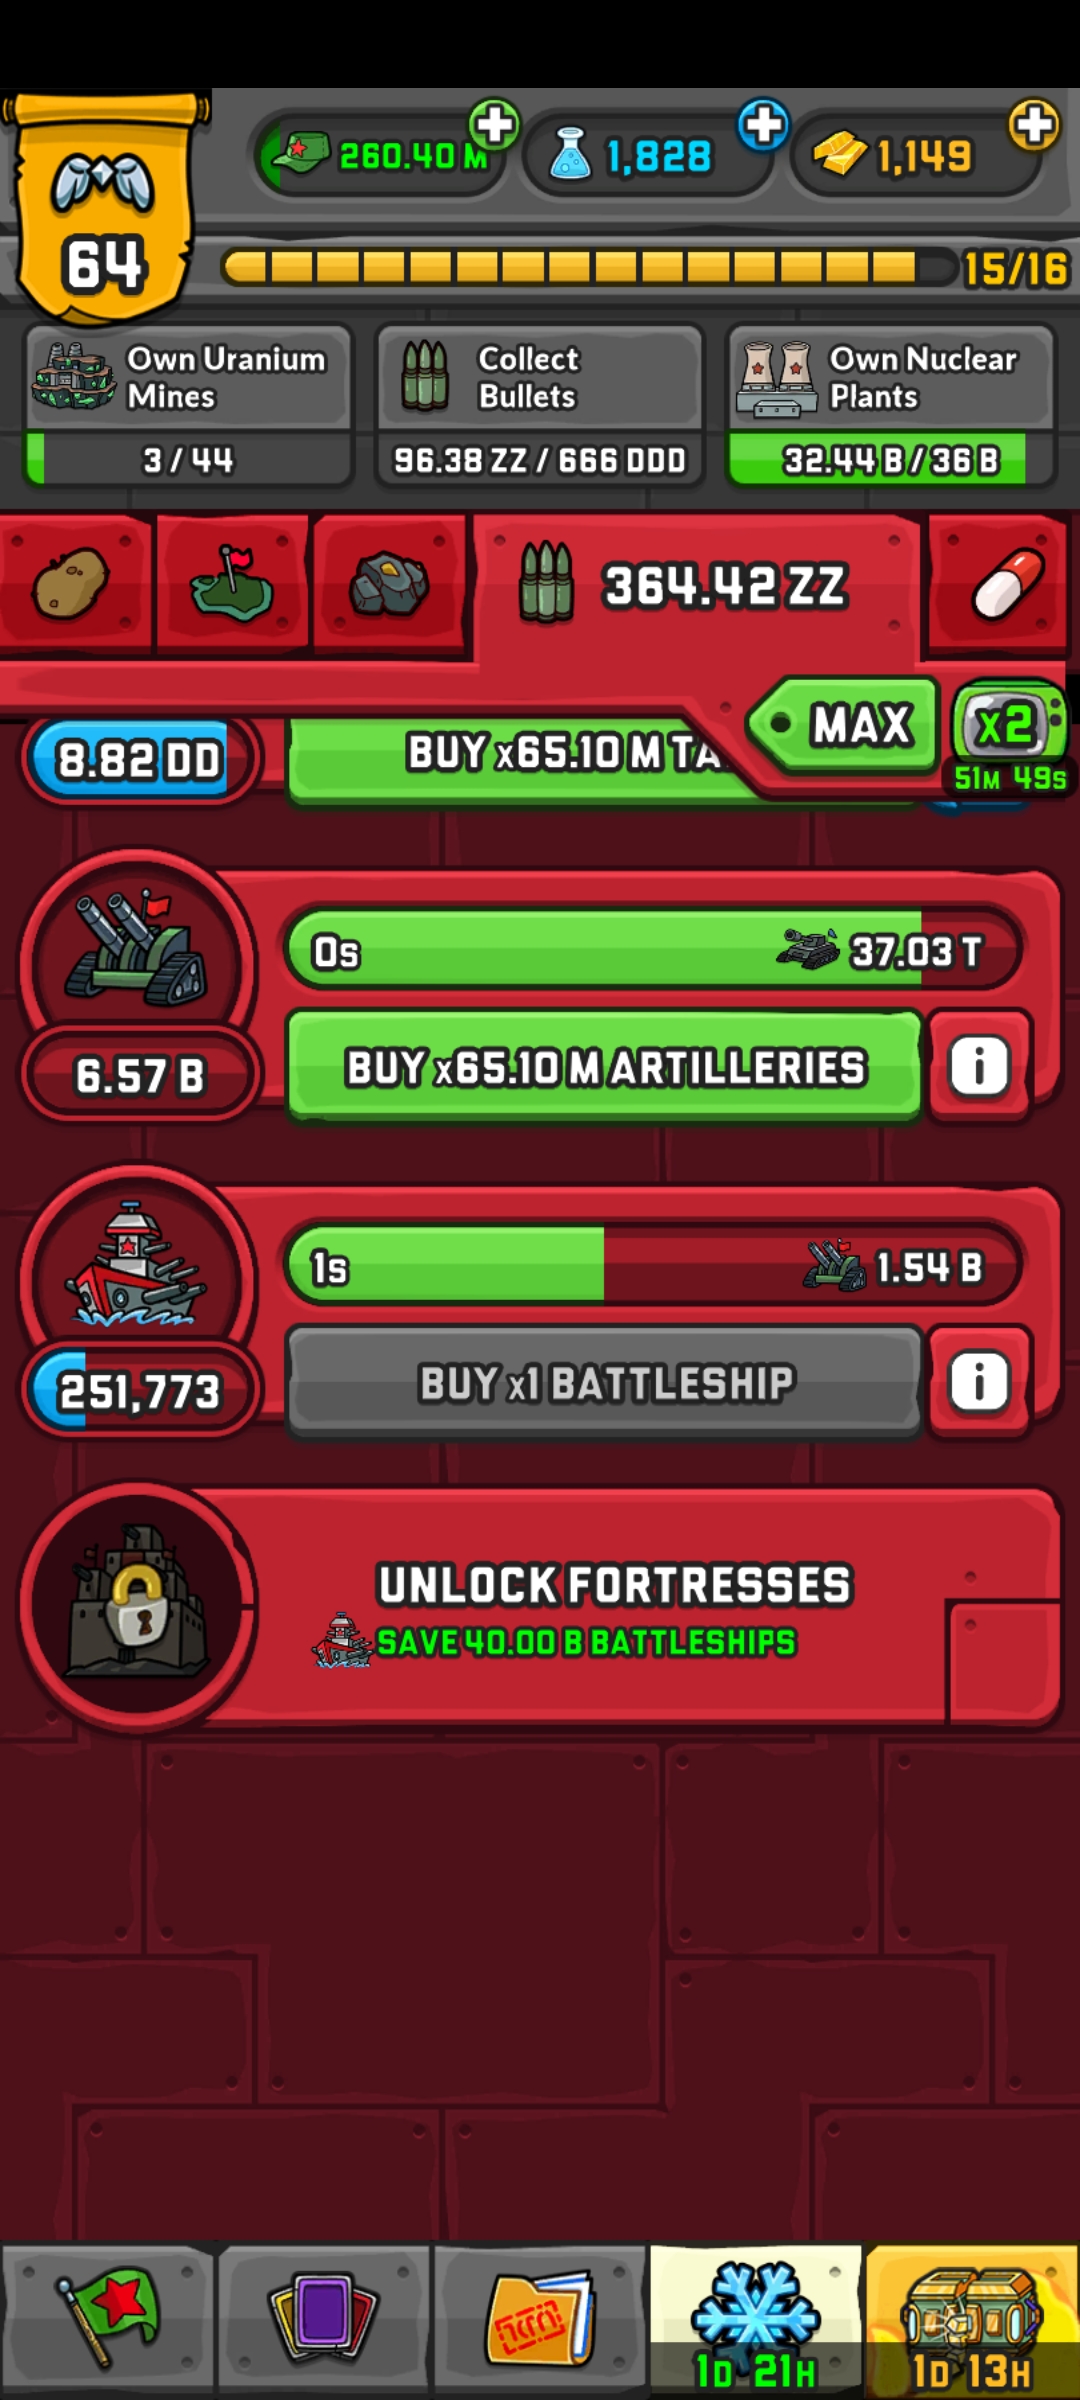 260.40 M
1,828
1,149
64
15/16
Own Uranium
Mines
3 / 44
Collect
Bullets
96.38 ZZ / 666 DDD
Own Nuclear
Plants
32.44 B / 36 B
364.42 ZZ
MAX
x2
51M 49S
8.82 DD
BUY x65.10 M TA
0s
37.03 T
6.57 B
BUY x65.10 M ARTILLERIES
i
1s
1.54 B
251,773
BUY x1 BATTLESHIP
i
UNLOCK FORTRESSES
SAVE 40.00 B BATTLESHIPS
1D 21H
1D 13H